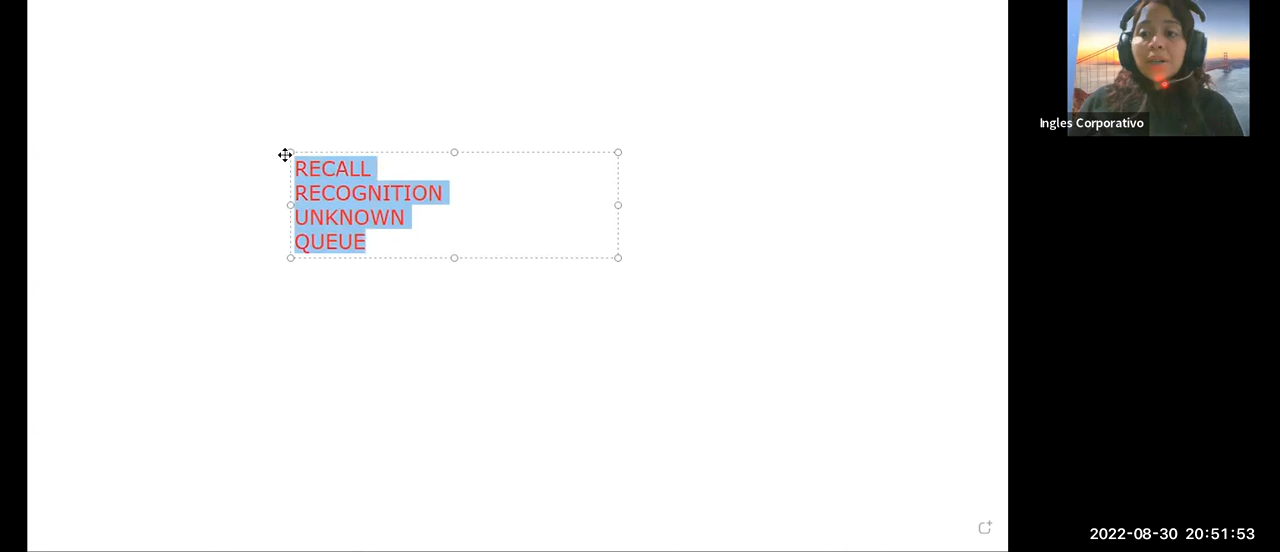 RECALL
RECOGNITION
UNKNOWN
QUEUE
Ingles Corporativo
2022-08-30 20:51:53